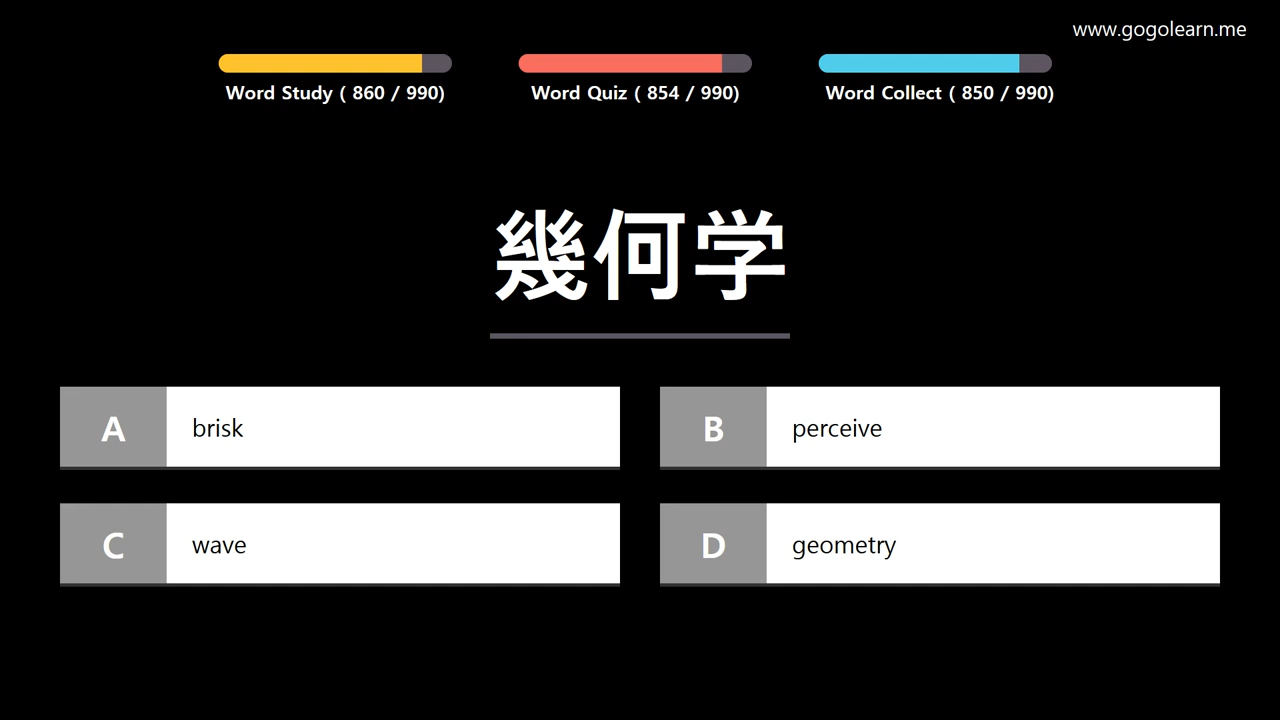 www.gogolearn.me
Word Study ( 860 / 990)
Word Quiz ( 854 / 990)
Word Collect ( 850 / 990)
幾何学
A brisk
B perceive
C wave
D geometry